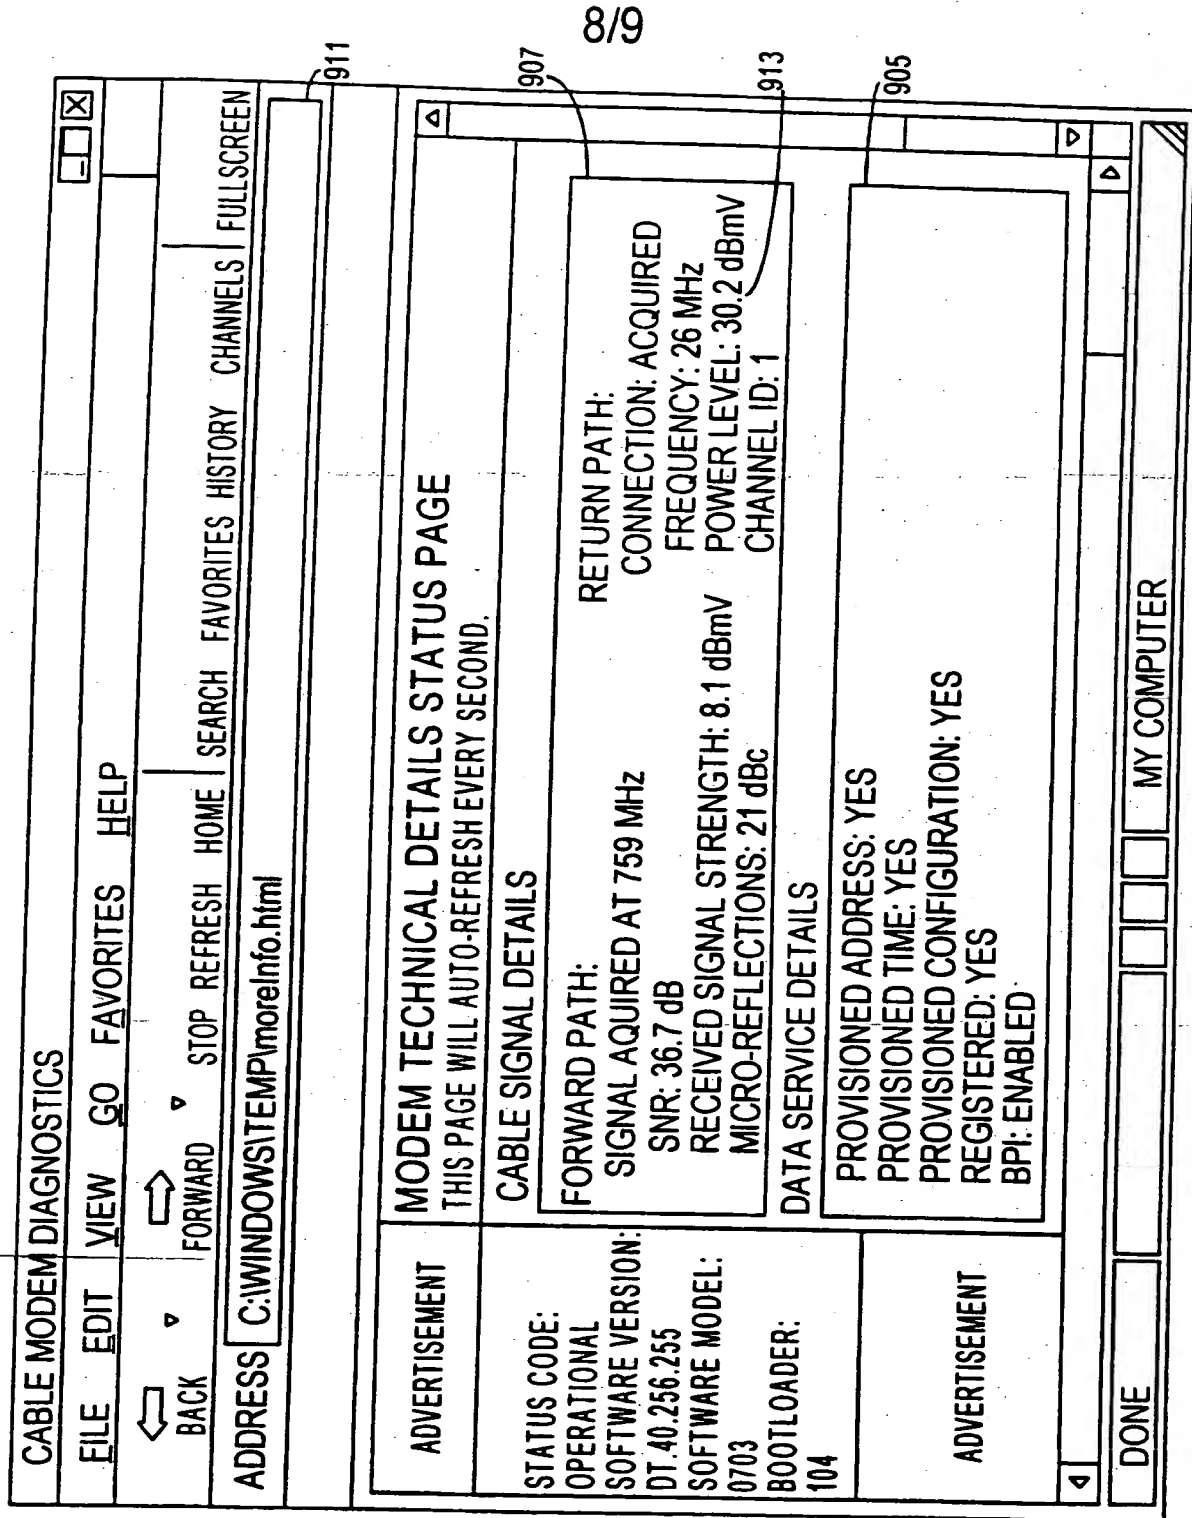 8/9
CABLE MODEM DIAGNOSTICS
FILE EDIT VIEW GO FAVORITES HELP
BACK FORWARD STOP REFRESH HOME SEARCH FAVORITES HISTORY CHANNELS FULLSCREEN
ADDRESS C:\WINDOWS\TEMP\moreInfo.html
911
ADVERTISEMENT
STATUS CODE:
OPERATIONAL
SOFTWARE VERSION:
DT.40.256.255
SOFTWARE MODEL:
0703
BOOTLOADER:
104
ADVERTISEMENT
MODEM TECHNICAL DETAILS STATUS PAGE
THIS PAGE WILL AUTO-REFRESH EVERY SECOND.
CABLE SIGNAL DETAILS
907
FORWARD PATH:
SIGNAL AQUIRED AT 759 MHz
SNR: 36.7 dB
RECEIVED SIGNAL STRENGTH: 8.1 dBmV
MICRO-REFLECTIONS: 21 dBc
RETURN PATH:
CONNECTION: ACQUIRED
FREQUENCY: 26 MHz
POWER LEVEL: 30.2 dBmV
CHANNEL ID: 1
913
DATA SERVICE DETAILS
905
PROVISIONED ADDRESS: YES
PROVISIONED TIME: YES
PROVISIONED CONFIGURATION: YES
REGISTERED: YES
BPI: ENABLED
DONE MY COMPUTER